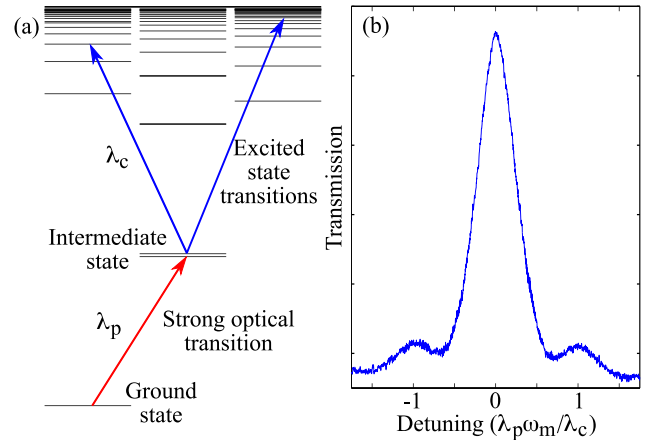 (a)
λc
Excited
state
transitions
Intermediate
state
λp
Strong optical
transition
Ground
state
(b)
Transmission
-1
0
1
Detuning (λpωm/λc)